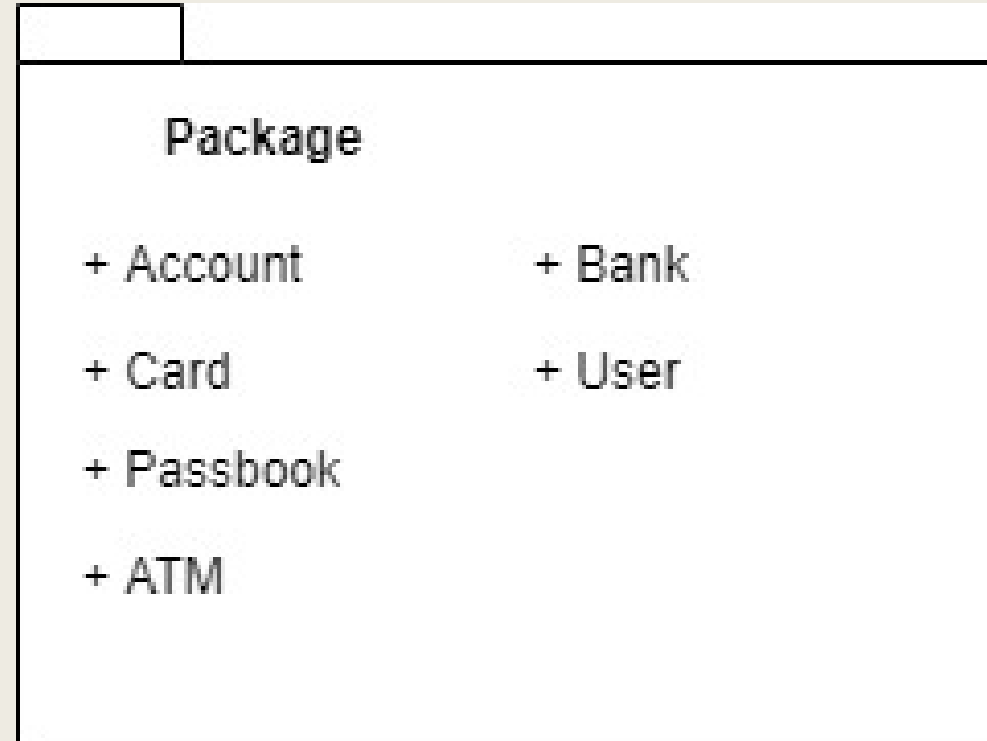 Package
+ Account
+ Bank
+ Card
+ User
+ Passbook
+ ATM